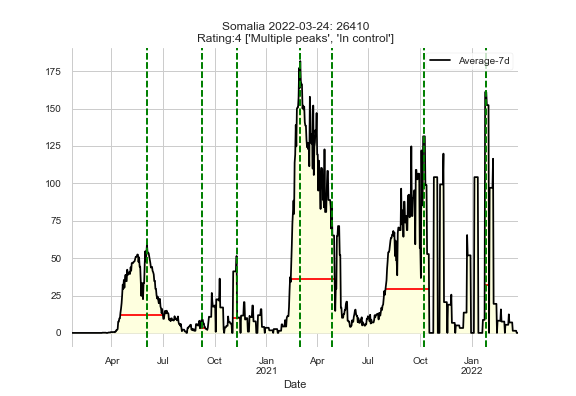 Somalia 2022-03-24: 26410
Rating:4 ['Multiple peaks', 'In control']
Average-7d
175
150
125
100
75
50
25
0
Apr Jul Oct Jan Apr Jul Oct Jan
2021 2022
Date